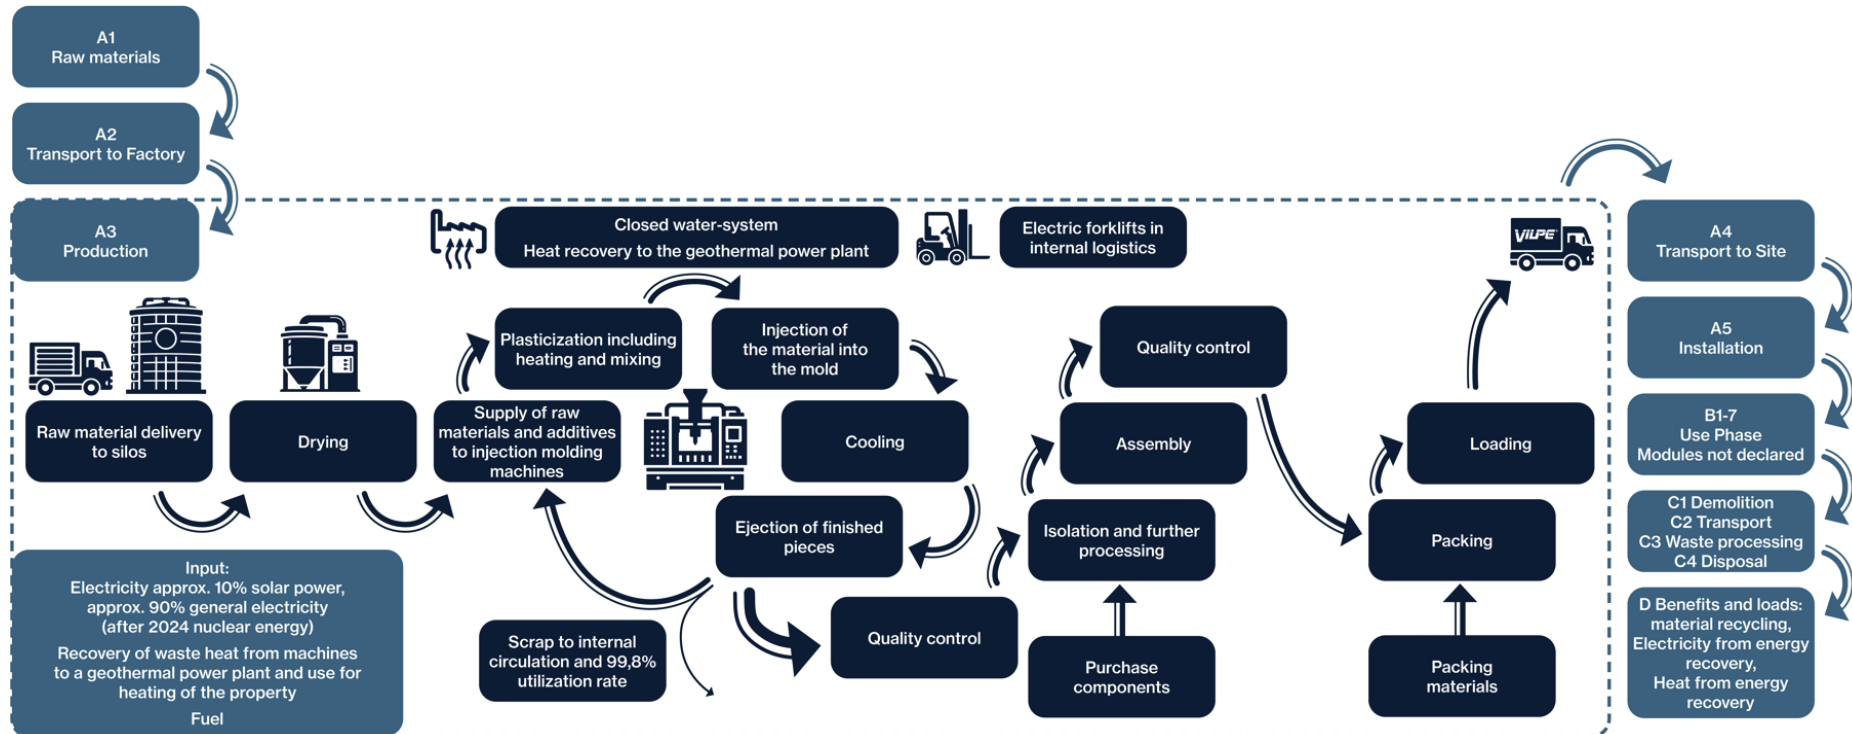 A1
Raw materials
A2
Transport to Factory
A3
Production
Closed water-system
Heat recovery to the geothermal power plant
Electric forklifts in
internal logistics
VILPE
Plasticization including
heating and mixing
Injection of
the material into
the mold
Quality control
Raw material delivery
to silos
Drying
Supply of raw
materials and additives
to injection molding
machines
Cooling
Assembly
Loading
Ejection of finished
pieces
Isolation and further
processing
Packing
Input:
Electricity approx. 10% solar power,
approx. 90% general electricity
(after 2024 nuclear energy)
Recovery of waste heat from machines
to a geothermal power plant and use for
heating of the property
Fuel
Scrap to internal
circulation and 99,8%
utilization rate
Quality control
Purchase
components
Packing
materials
A4
Transport to Site
A5
Installation
B1-7
Use Phase
Modules not declared
C1 Demolition
C2 Transport
C3 Waste processing
C4 Disposal
D Benefits and loads:
material recycling,
Electricity from energy
recovery,
Heat from energy
recovery